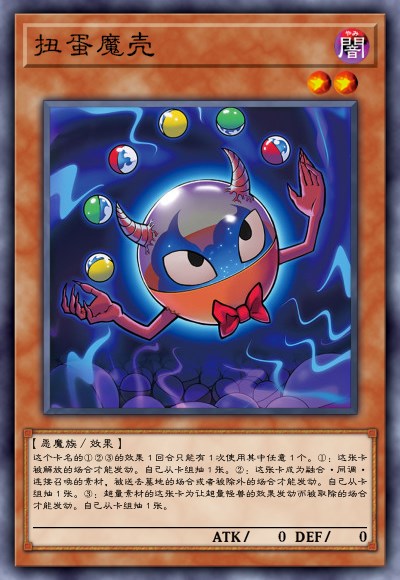 扭蛋魔壳
やみ
闇
【恶魔族／效果】
这个卡名的①②③的效果1回合只能有1次使用其中任意1个。①：这张卡
被解放的场合才能发动。自己从卡组抽1张。②：这张卡成为融合·同调·
连接召唤的素材，被送去墓地的场合或者被除外的场合才能发动。自己从卡
组抽1张。③：超量素材的这张卡为让超量怪兽的效果发动而被取除的场合
才能发动。自己从卡组抽1张。
ATK/ 0 DEF/ 0